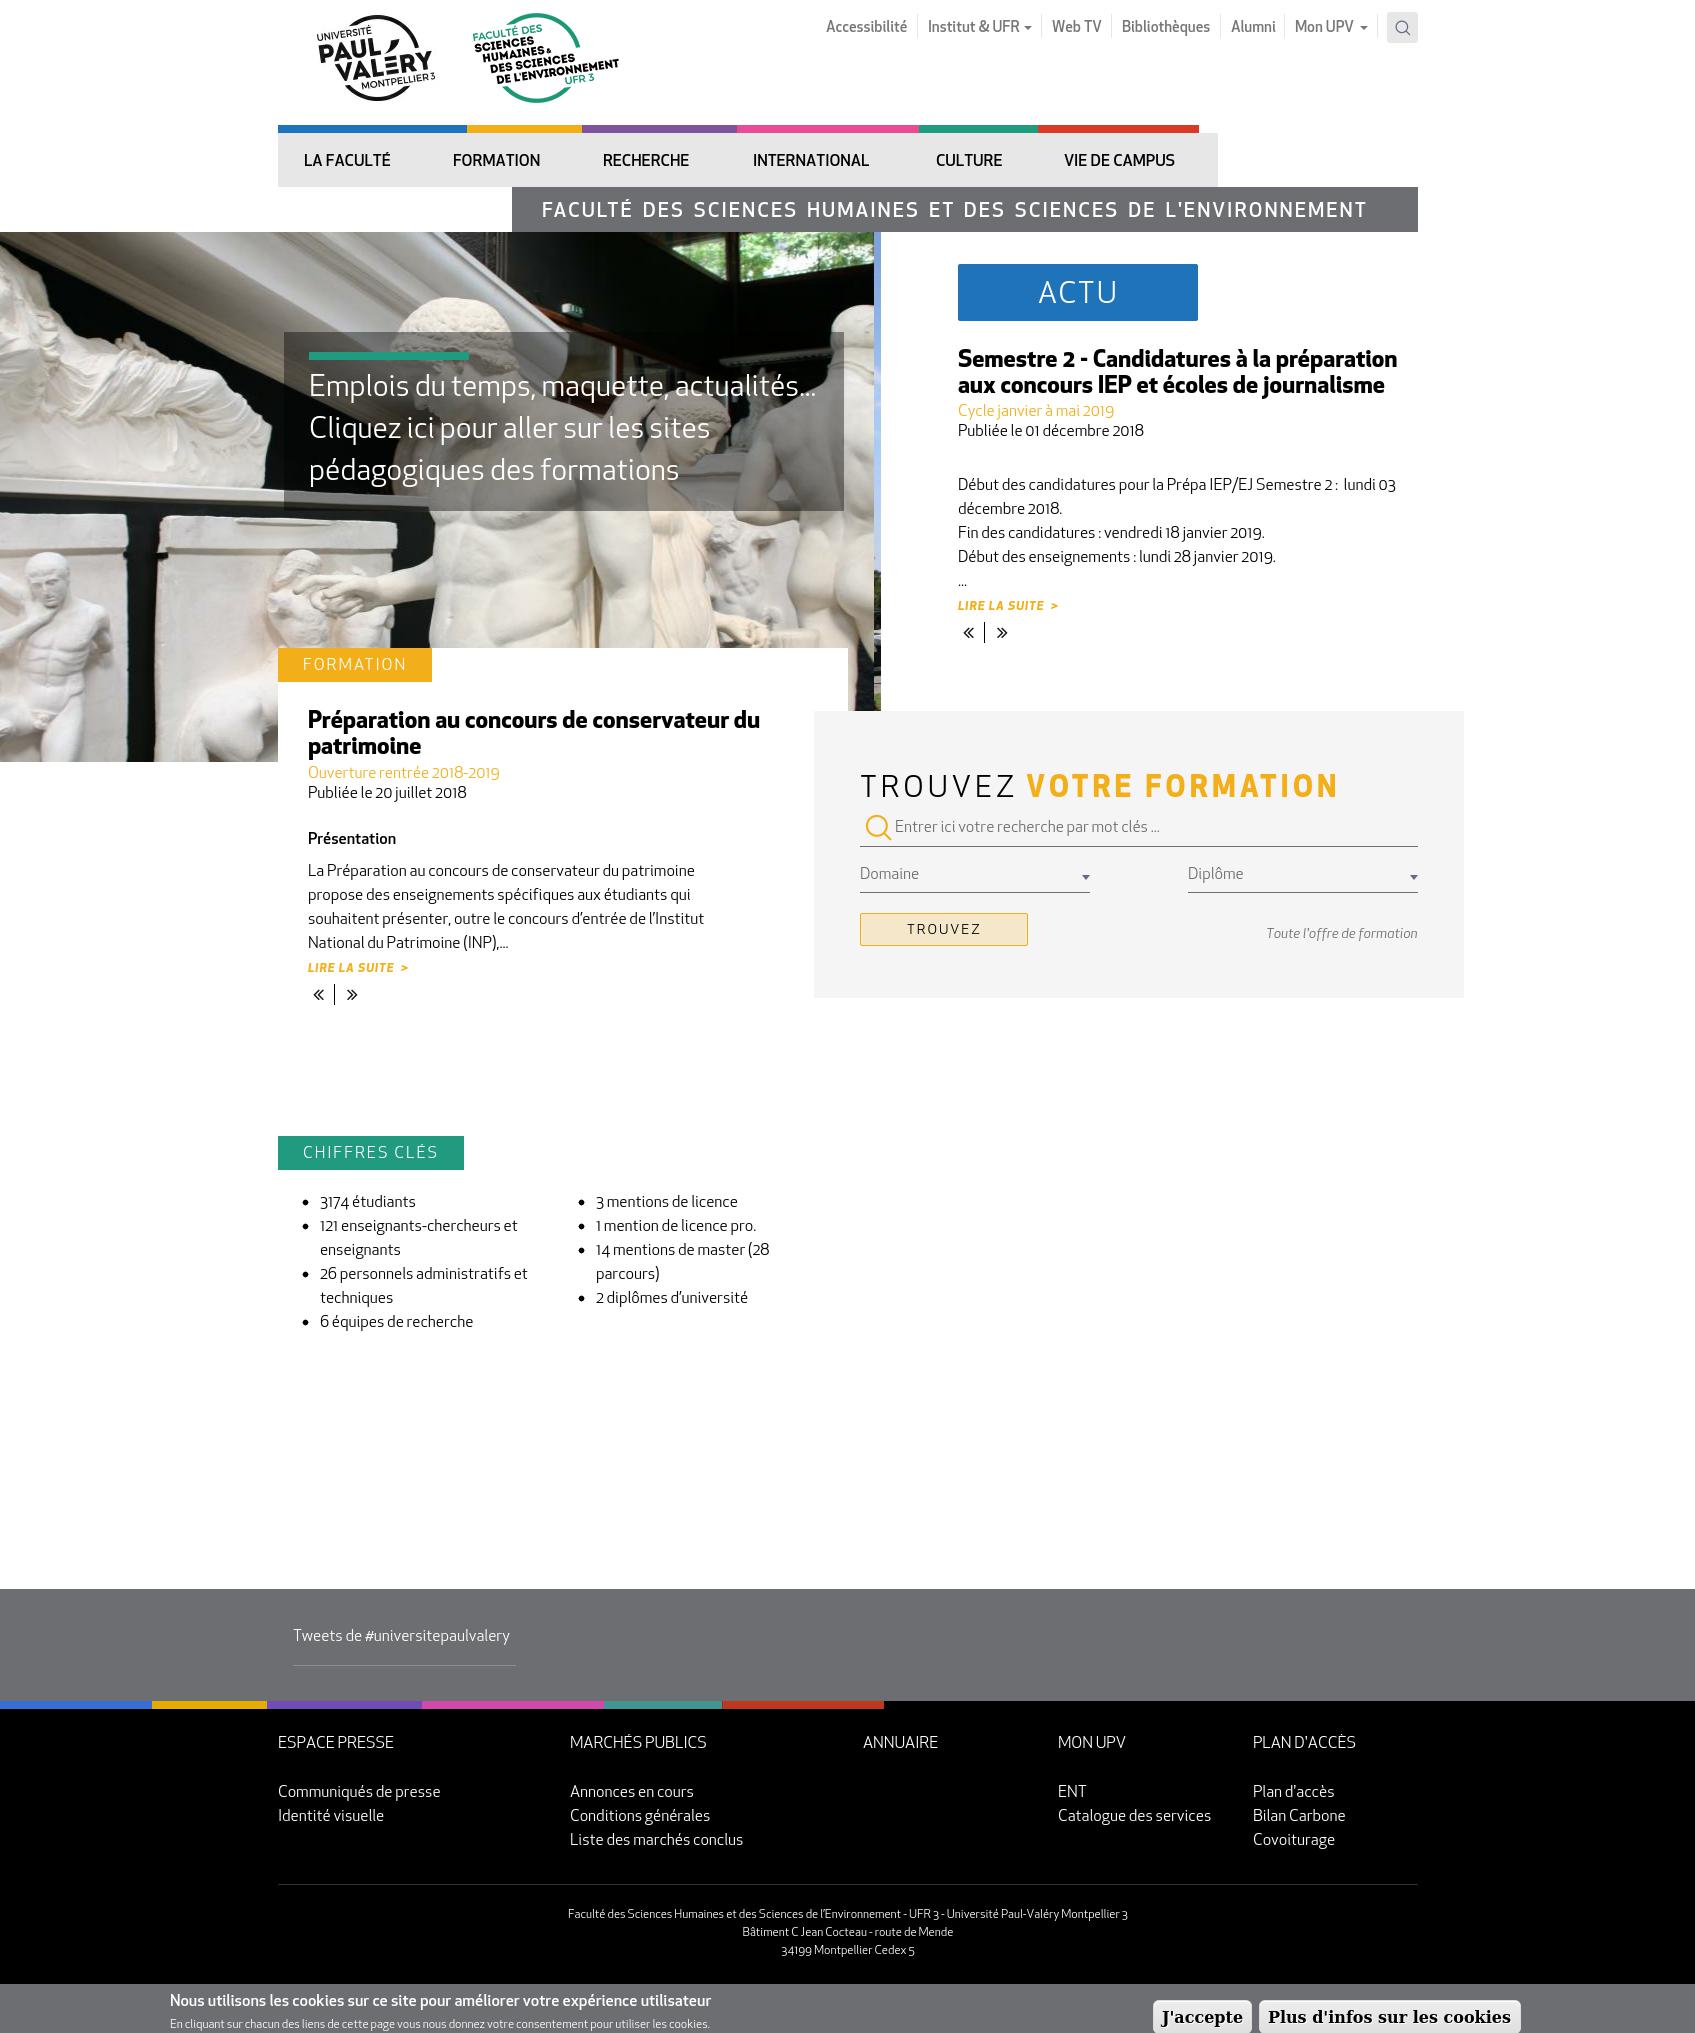 UNIVERSITÉ
PAUL
VALÉRY
MONTPELLIER 3
FACULTÉ DES
SCIENCES
HUMAINES &
DES SCIENCES
DE L'ENVIRONNEMENT
UFR 3
Accessibilité
Institut & UFR
Web TV
Bibliothèques
Alumni
Mon UPV
LA FACULTÉ
FORMATION
RECHERCHE
INTERNATIONAL
CULTURE
VIE DE CAMPUS
FACULTÉ DES SCIENCES HUMAINES ET DES SCIENCES DE L'ENVIRONNEMENT
Emplois du temps, maquette, actualités...
Cliquez ici pour aller sur les sites
pédagogiques des formations
ACTU
Semestre 2 - Candidatures à la préparation
aux concours IEP et écoles de journalisme
Cycle janvier à mai 2019
Publiée le 01 décembre 2018
Début des candidatures pour la Prépa IEP/EJ Semestre 2 : lundi 03
décembre 2018.
Fin des candidatures : vendredi 18 janvier 2019.
Début des enseignements : lundi 28 janvier 2019.
...
LIRE LA SUITE >
« | »
FORMATION
Préparation au concours de conservateur du
patrimoine
Ouverture rentrée 2018-2019
Publiée le 20 juillet 2018
Présentation
La Préparation au concours de conservateur du patrimoine
propose des enseignements spécifiques aux étudiants qui
souhaitent présenter, outre le concours d'entrée de l'Institut
National du Patrimoine (INP),...
LIRE LA SUITE >
« | »
TROUVEZ VOTRE FORMATION
Entrer ici votre recherche par mot clés ...
Domaine
Diplôme
TROUVEZ
Toute l'offre de formation
CHIFFRES CLÉS
• 3174 étudiants
• 121 enseignants-chercheurs et
enseignants
• 26 personnels administratifs et
techniques
• 6 équipes de recherche
• 3 mentions de licence
• 1 mention de licence pro.
• 14 mentions de master (28
parcours)
• 2 diplômes d'université
Tweets de #universitepaulvalery
ESPACE PRESSE
Communiqués de presse
Identité visuelle
MARCHÉS PUBLICS
Annonces en cours
Conditions générales
Liste des marchés conclus
ANNUAIRE
MON UPV
ENT
Catalogue des services
PLAN D'ACCÈS
Plan d'accès
Bilan Carbone
Covoiturage
Faculté des Sciences Humaines et des Sciences de l'Environnement - UFR 3 - Université Paul-Valéry Montpellier 3
Bâtiment C Jean Cocteau - route de Mende
34199 Montpellier Cedex 5
Nous utilisons les cookies sur ce site pour améliorer votre expérience utilisateur
En cliquant sur chacun des liens de cette page vous nous donnez votre consentement pour utiliser les cookies.
J'accepte
Plus d'infos sur les cookies